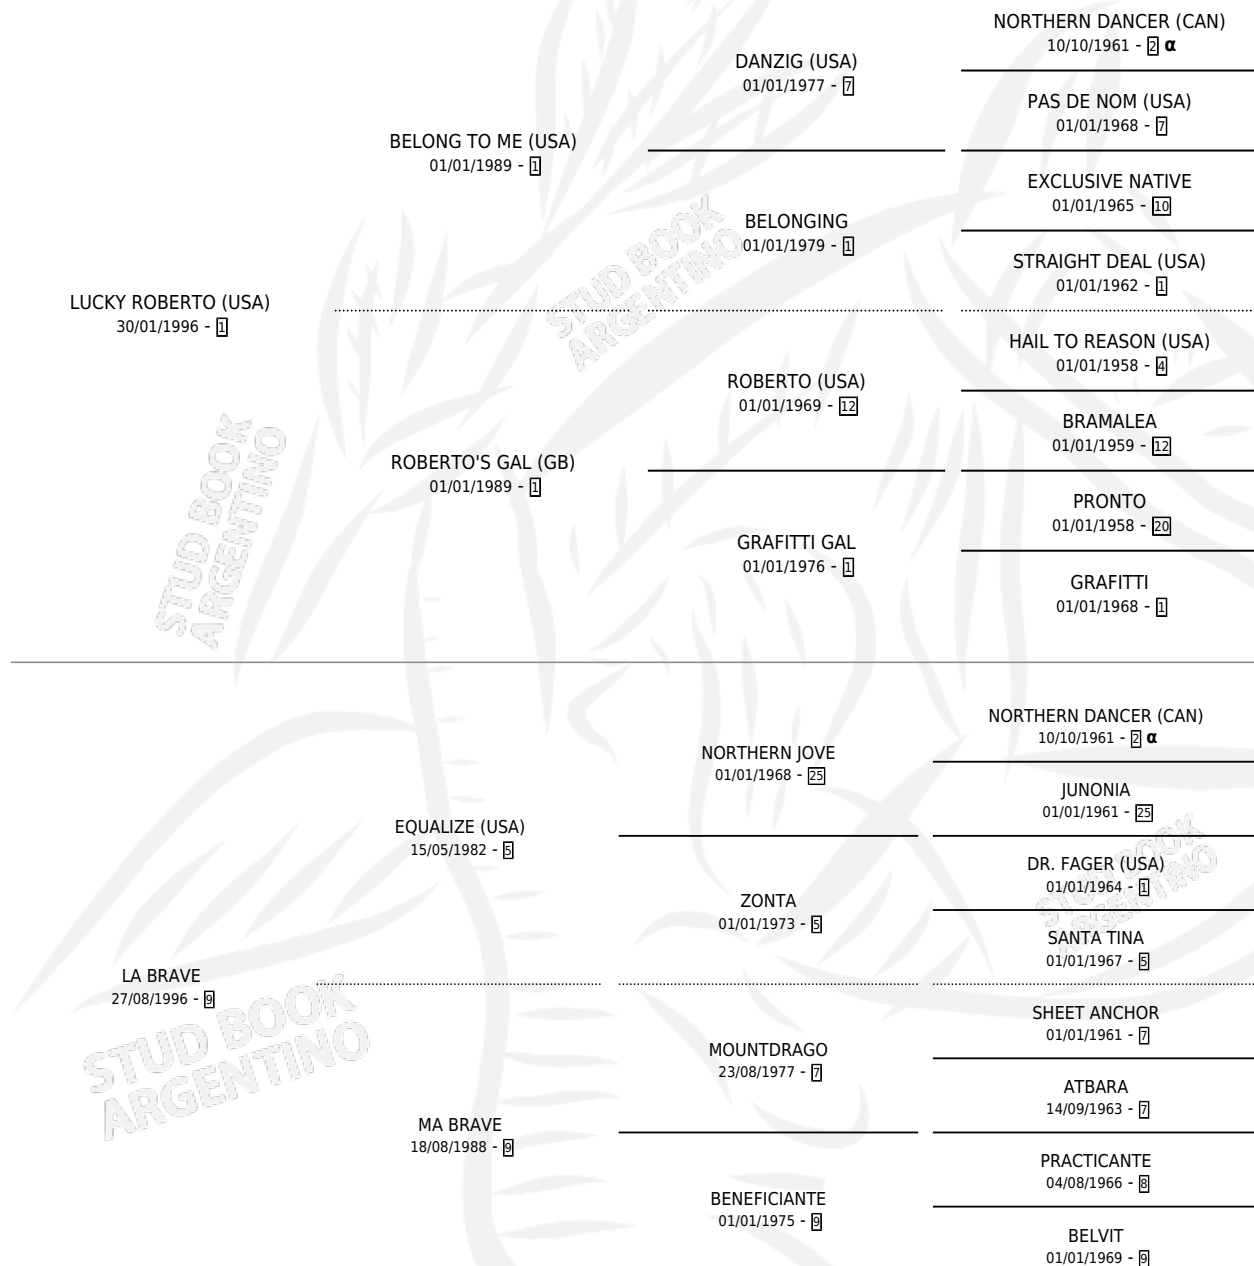 NORTHERN DANCER (CAN)
10/10/1961 - 2 α
DANZIG (USA)
01/01/1977 - 7
PAS DE NOM (USA)
01/01/1968 - 7
BELONG TO ME (USA)
01/01/1989 - 1
EXCLUSIVE NATIVE
01/01/1965 - 10
BELONGING
01/01/1979 - 1
STRAIGHT DEAL (USA)
01/01/1962 - 1
LUCKY ROBERTO (USA)
30/01/1996 - 1
HAIL TO REASON (USA)
01/01/1958 - 4
ROBERTO (USA)
01/01/1969 - 12
BRAMALEA
01/01/1959 - 12
ROBERTO'S GAL (GB)
01/01/1989 - 1
PRONTO
01/01/1958 - 20
GRAFITTI GAL
01/01/1976 - 1
GRAFITTI
01/01/1968 - 1
STUD BOOK
ARGENTINO
STUD BOOK
ARGENTINO
NORTHERN DANCER (CAN)
10/10/1961 - 2 α
NORTHERN JOVE
01/01/1968 - 25
JUNONIA
01/01/1961 - 25
EQUALIZE (USA)
15/05/1982 - 5
DR. FAGER (USA)
01/01/1964 - 1
ZONTA
01/01/1973 - 5
SANTA TINA
01/01/1967 - 5
LA BRAVE
27/08/1996 - 9
SHEET ANCHOR
01/01/1961 - 7
MOUNTDRAGO
23/08/1977 - 7
ATBARA
14/09/1963 - 7
MA BRAVE
18/08/1988 - 9
PRACTICANTE
04/08/1966 - 8
BENEFICIANTE
01/01/1975 - 9
BELVIT
01/01/1969 - 9
STUD BOOK
ARGENTINO
STUD BOOK
ARGENTINO